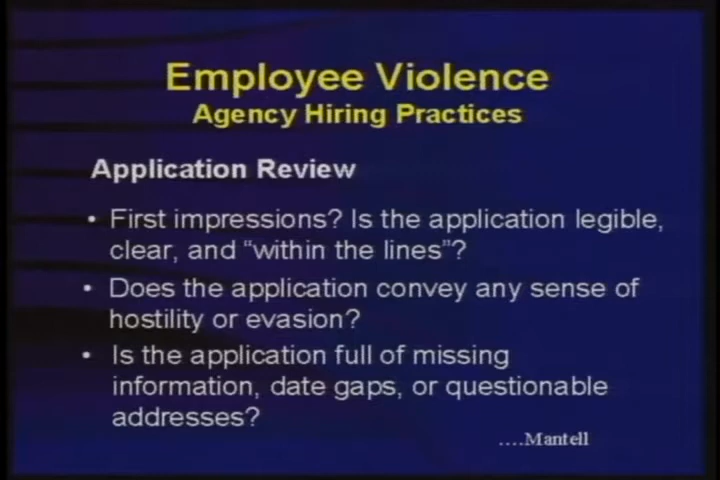 Employee Violence
Agency Hiring Practices
Application Review
• First impressions? Is the application legible,
clear, and “within the lines”?
• Does the application convey any sense of
hostility or evasion?
• Is the application full of missing
information, date gaps, or questionable
addresses?
....Mantell